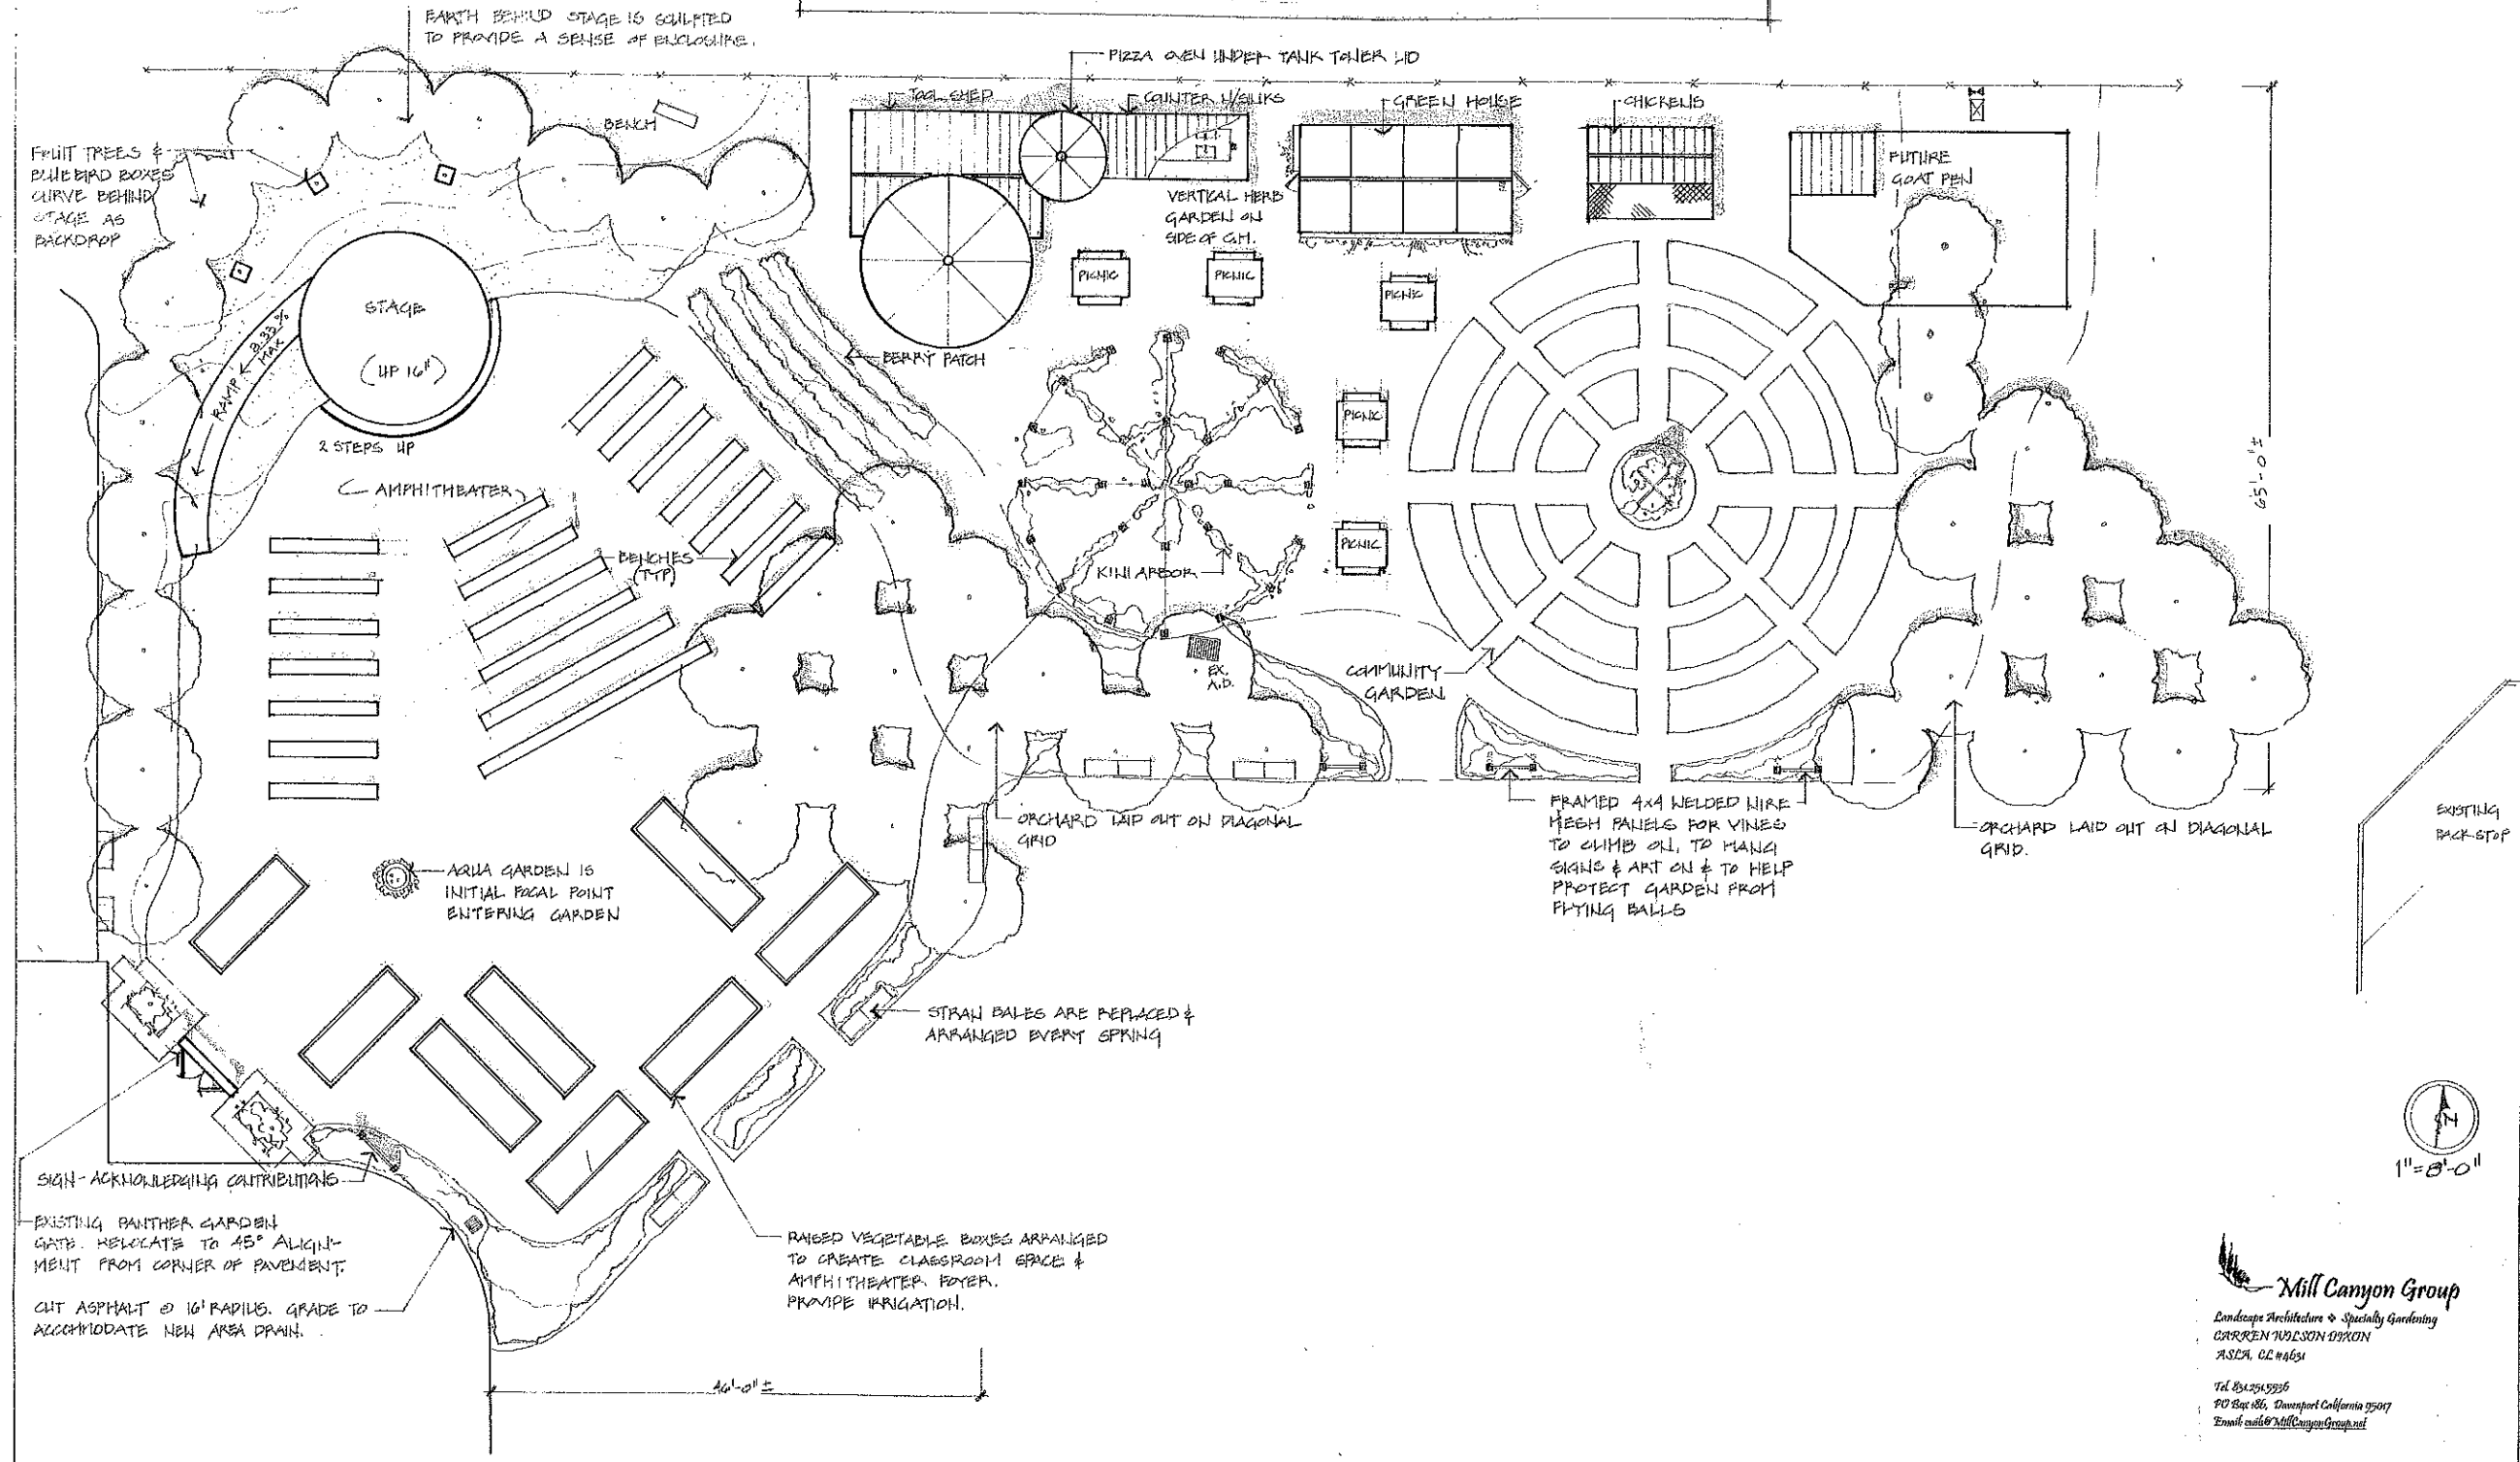 EARTH BEHIND STAGE IS SCULPTED
TO PROVIDE A SENSE OF ENCLOSURE.
PIZZA OVEN UNDER TANK TOWER LID
TOOL SHED
COUNTER W/SINKS
GREEN HOUSE
CHICKENS
BENCH
FRUIT TREES &
BLUEBIRD BOXES
CURVE BEHIND
STAGE AS
BACKDROP
FUTURE
GOAT PEN
VERTICAL HERB
GARDEN ON
SIDE OF G.H.
PICNIC
PICNIC
PICNIC
STAGE
(UP 16")
8.33%
MAX
RAMP
BERRY PATCH
PICNIC
2 STEPS UP
AMPHITHEATER
65'-0"±
BENCHES
(TYP)
KIWI ARBOR
PICNIC
EX.
A.D.
COMMUNITY
GARDEN
ORCHARD LAID OUT ON DIAGONAL
GRID
FRAMED 4x4 WELDED WIRE
MESH PANELS FOR VINES
TO CLIMB ON, TO HANG
SIGNS & ART ON & TO HELP
PROTECT GARDEN FROM
FLYING BALLS
ORCHARD LAID OUT ON DIAGONAL
GRID.
EXISTING
BACK-STOP
AQUA GARDEN IS
INITIAL FOCAL POINT
ENTERING GARDEN
STRAW BALES ARE REPLACED &
ARRANGED EVERY SPRING
N
1"=8'-0"
SIGN-ACKNOWLEDGING CONTRIBUTIONS
EXISTING PANTHER GARDEN
GATE. RELOCATE TO 45° ALIGN-
MENT FROM CORNER OF PAVEMENT.
CUT ASPHALT @ 16' RADIUS. GRADE TO
ACCOMMODATE NEW AREA DRAIN.
RAISED VEGETABLE BOXES ARRANGED
TO CREATE CLASSROOM SPACE &
AMPHITHEATER FOYER.
PROVIDE IRRIGATION.
46'-0"±
Mill Canyon Group
Landscape Architecture ❖ Specialty Gardening
CARREN WILSON DIXON
ASLA, CL #4631
Tel 831.251.5936
PO Box 186, Davenport California 95017
Email: